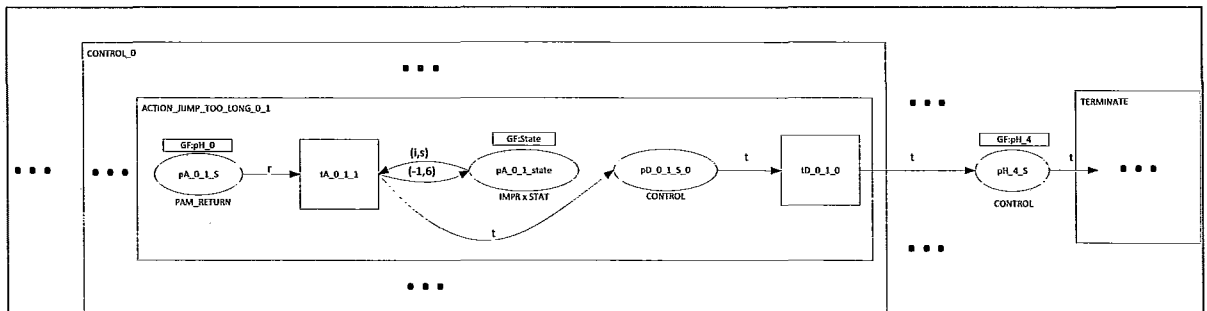 CONTROL_0
ACTION_JUMP_TOO_LONG_0_1
TERMINATE
GF:pH_0
GF:State
GF:pH_4
(i,s)
r
t
t
t
pA_0_1_S
tA_0_1_1
(-1,6)
pA_0_1_state
pD_0_1_S_0
tD_0_1_0
pH_4_S
PAM_RETURN
IMPR x STAT
CONTROL
CONTROL
t